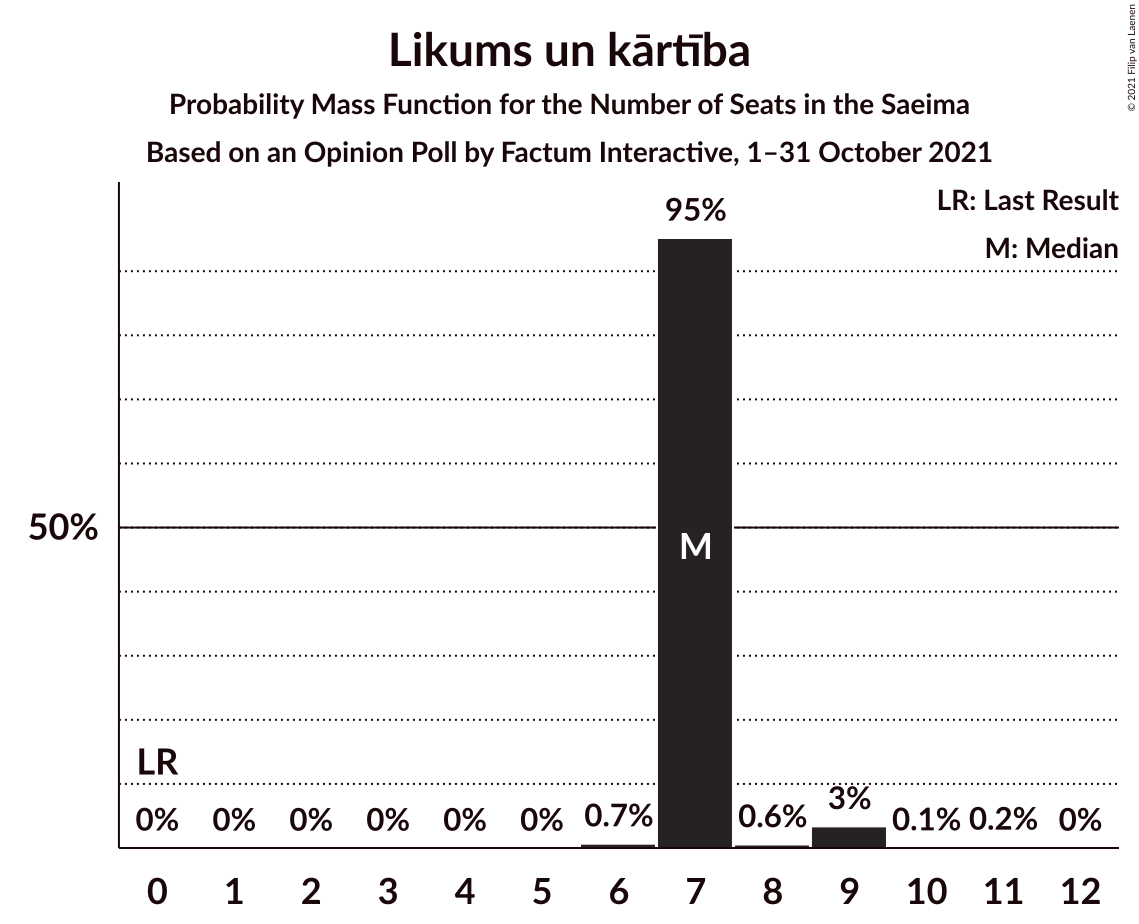 Likums un kārtība
Probability Mass Function for the Number of Seats in the Saeima
Based on an Opinion Poll by Factum Interactive, 1–31 October 2021
© 2021 Filip van Laenen
LR: Last Result
M: Median
95%
50%
M
LR
0% 0% 0% 0% 0% 0% 0.7% 0.6% 3% 0.1% 0.2% 0%
0 1 2 3 4 5 6 7 8 9 10 11 12